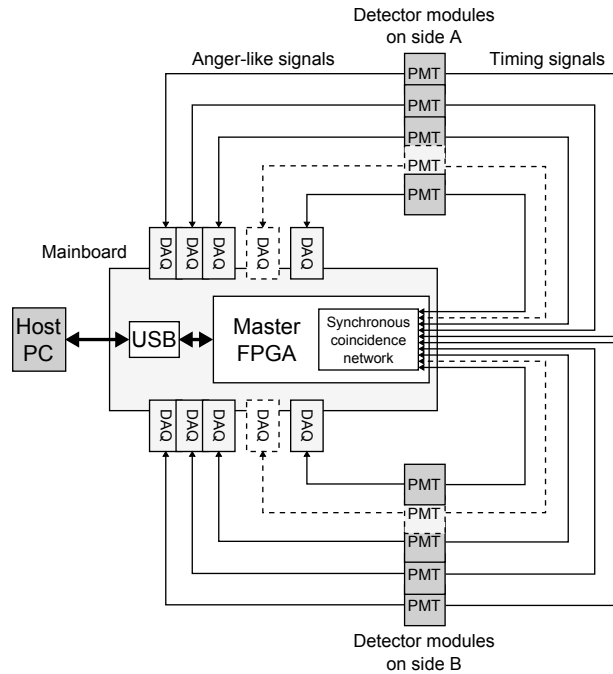 Detector modules
on side A
Anger-like signals
Timing signals
PMT
PMT
PMT
PMT
PMT
Mainboard
DAQ
DAQ
DAQ
DAQ
DAQ
Host
PC
USB
Master
FPGA
Synchronous
coincidence
network
DAQ
DAQ
DAQ
DAQ
DAQ
PMT
PMT
PMT
PMT
PMT
Detector modules
on side B